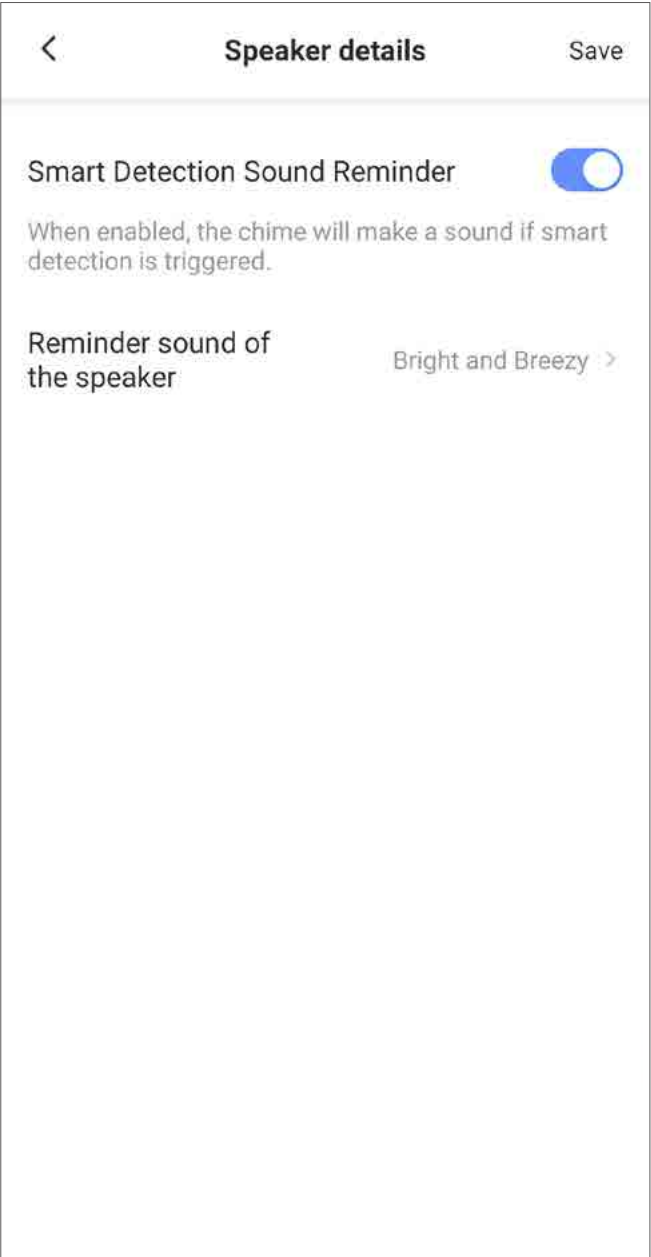 Speaker details
Save
Smart Detection Sound Reminder
When enabled, the chime will make a sound if smart
detection is triggered.
Reminder sound of
the speaker
Bright and Breezy